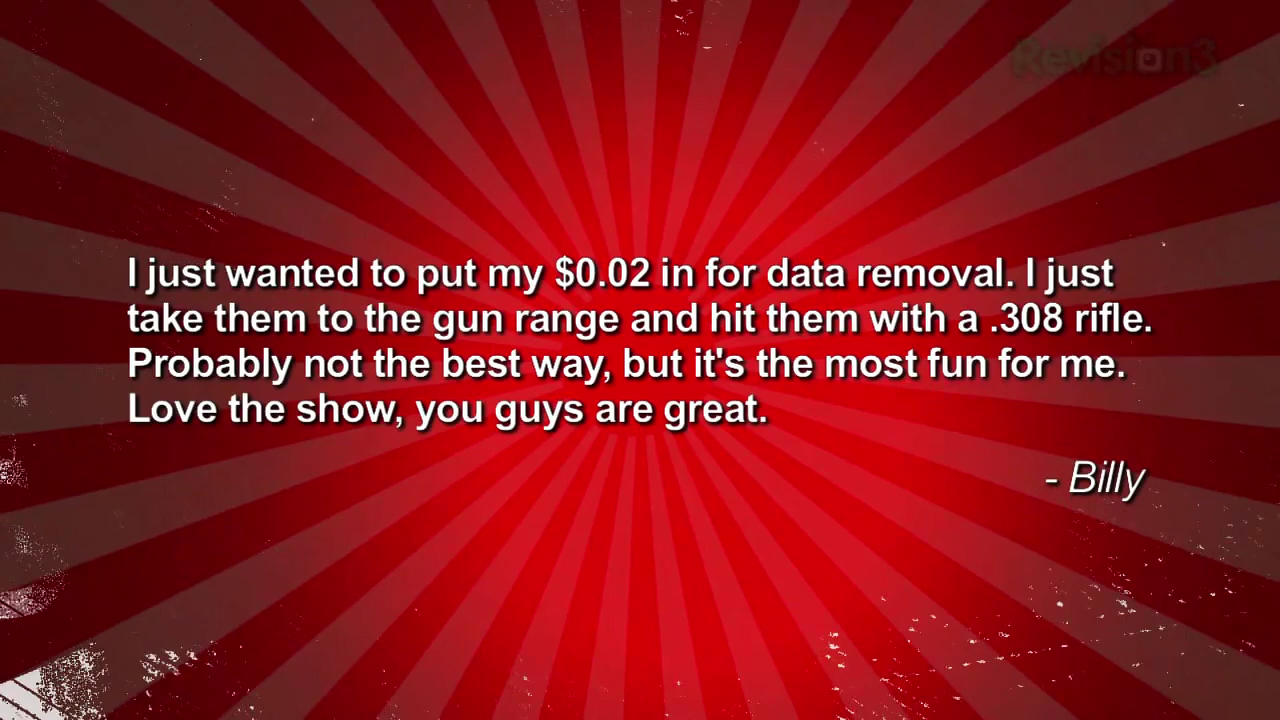 Revision3
I just wanted to put my $0.02 in for data removal. I just
take them to the gun range and hit them with a .308 rifle.
Probably not the best way, but it's the most fun for me.
Love the show, you guys are great.
- Billy